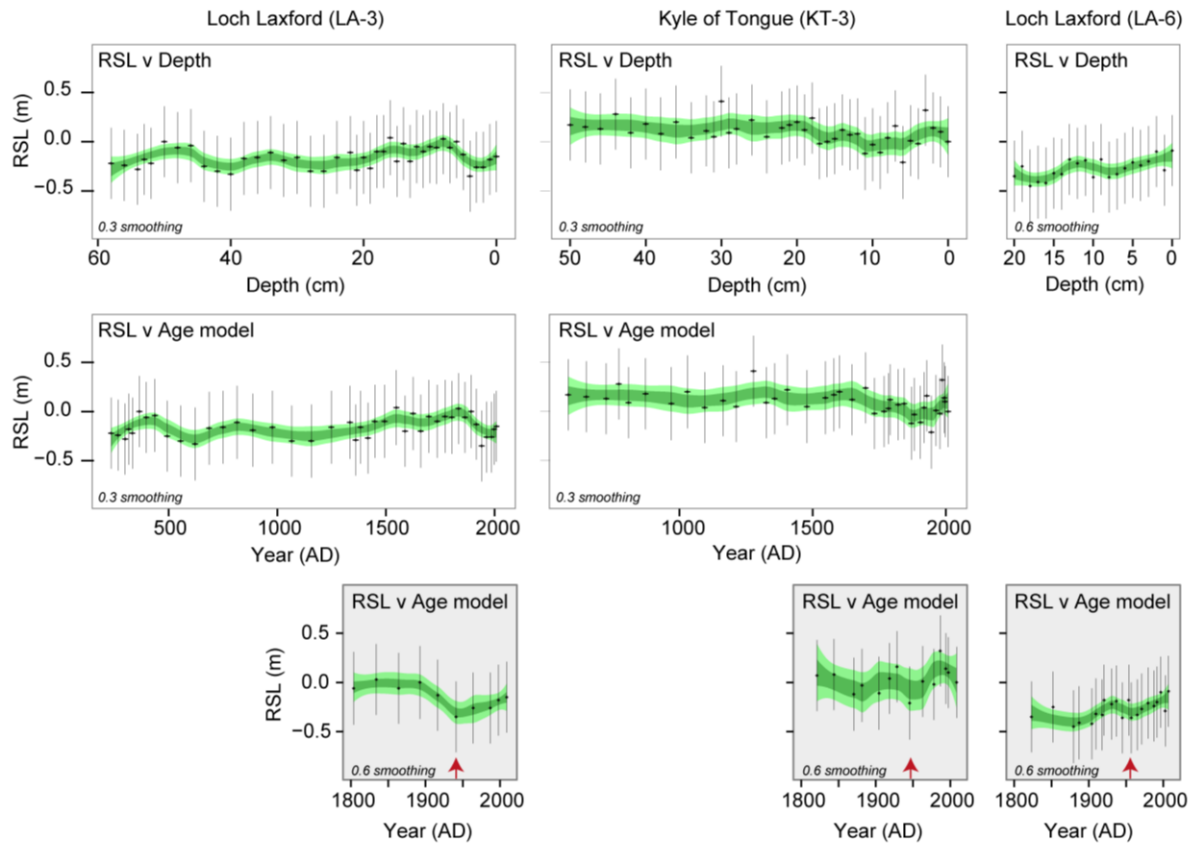 Loch Laxford (LA-3) Kyle of Tongue (KT-3) Loch Laxford (LA-6)
RSL v Depth RSL v Depth RSL v Depth
RSL (m)
0.5
0.0
−0.5
0.3 smoothing 0.3 smoothing 0.6 smoothing
60 40 20 0 50 40 30 20 10 0 20 15 10 5 0
Depth (cm) Depth (cm) Depth (cm)
RSL v Age model RSL v Age model
RSL (m)
0.5
0.0
−0.5
0.3 smoothing 0.3 smoothing
500 1000 1500 2000 1000 1500 2000
Year (AD) Year (AD)
RSL v Age model RSL v Age model RSL v Age model
RSL (m)
0.5
0.0
−0.5
0.6 smoothing 0.6 smoothing 0.6 smoothing
1800 1900 2000 1800 1900 2000 1800 1900 2000
Year (AD) Year (AD) Year (AD)